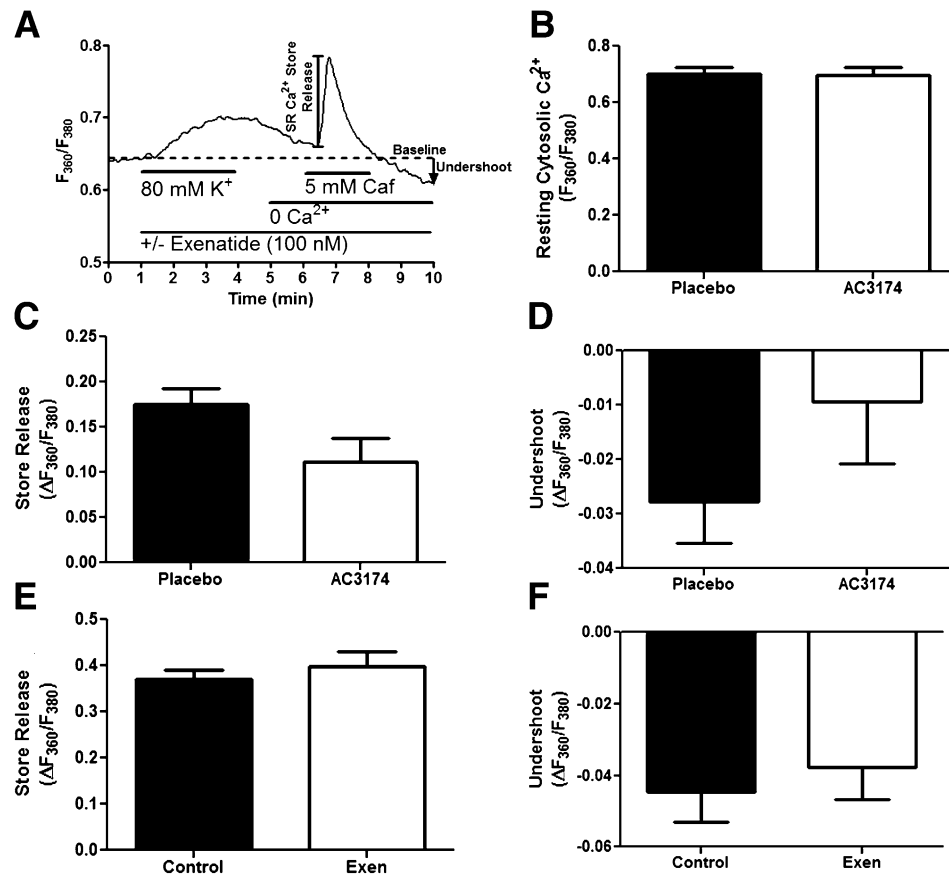 A
0.8
0.7
0.6
0.5
F360/F380
SR Ca2+ Store
Release
Baseline
Undershoot
80 mM K+
5 mM Caf
0 Ca2+
+/- Exenatide (100 nM)
0 1 2 3 4 5 6 7 8 9 10
Time (min)
B
0.8
0.6
0.4
0.2
0.0
Resting Cytosolic Ca2+
(F360/F380)
Placebo AC3174
C
0.25
0.20
0.15
0.10
0.05
0.00
Store Release
(ΔF360/F380)
Placebo AC3174
D
0.00
-0.01
-0.02
-0.03
-0.04
Undershoot
(ΔF360/F380)
Placebo AC3174
E
0.5
0.4
0.3
0.2
0.1
0.0
Store Release
(ΔF360/F380)
Control Exen
F
0.00
-0.02
-0.04
-0.06
Undershoot
(ΔF360/F380)
Control Exen